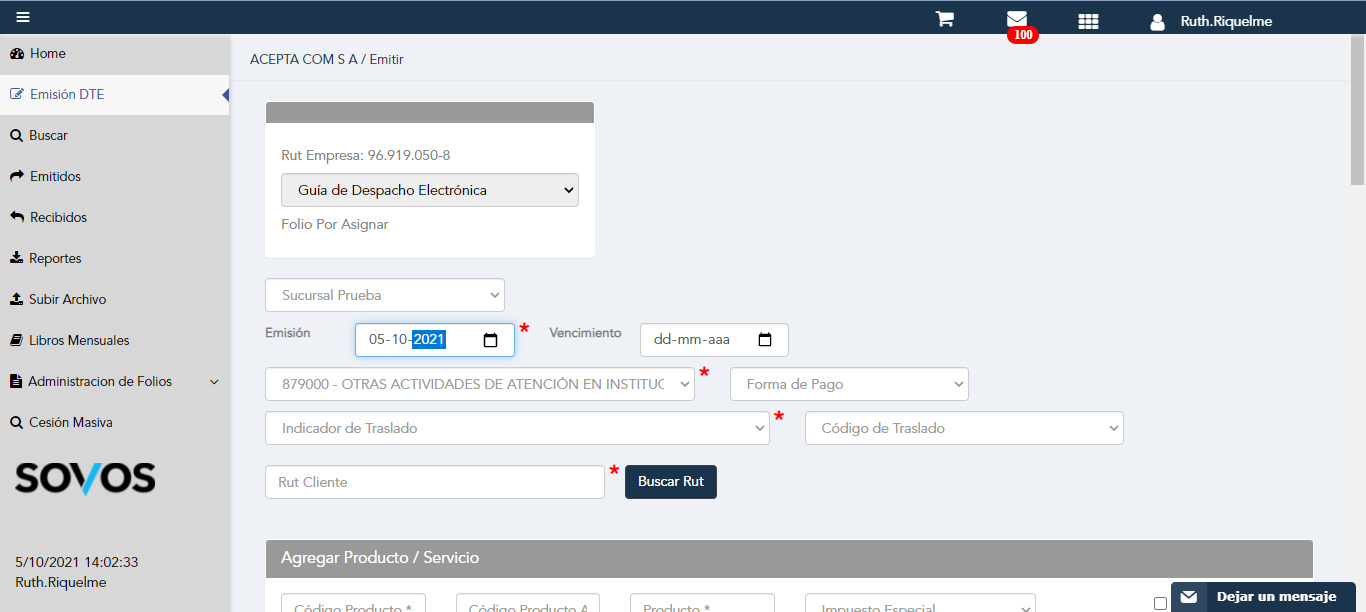 Ruth.Riquelme
100
Home
Emisión DTE
Buscar
Emitidos
Recibidos
Reportes
Subir Archivo
Libros Mensuales
Administracion de Folios
Cesión Masiva
SOVOS
5/10/2021 14:02:33
Ruth.Riquelme
ACEPTA COM S A / Emitir
Rut Empresa: 96.919.050-8
Guía de Despacho Electrónica
Folio Por Asignar
Sucursal Prueba
Emisión 05-10-2021 * Vencimiento dd-mm-aaa
879000 - OTRAS ACTIVIDADES DE ATENCIÓN EN INSTITUC * Forma de Pago
Indicador de Traslado * Código de Traslado
Rut Cliente * Buscar Rut
Agregar Producto / Servicio
Código Producto * Código Producto A Producto * Impuesto Especial
Dejar un mensaje